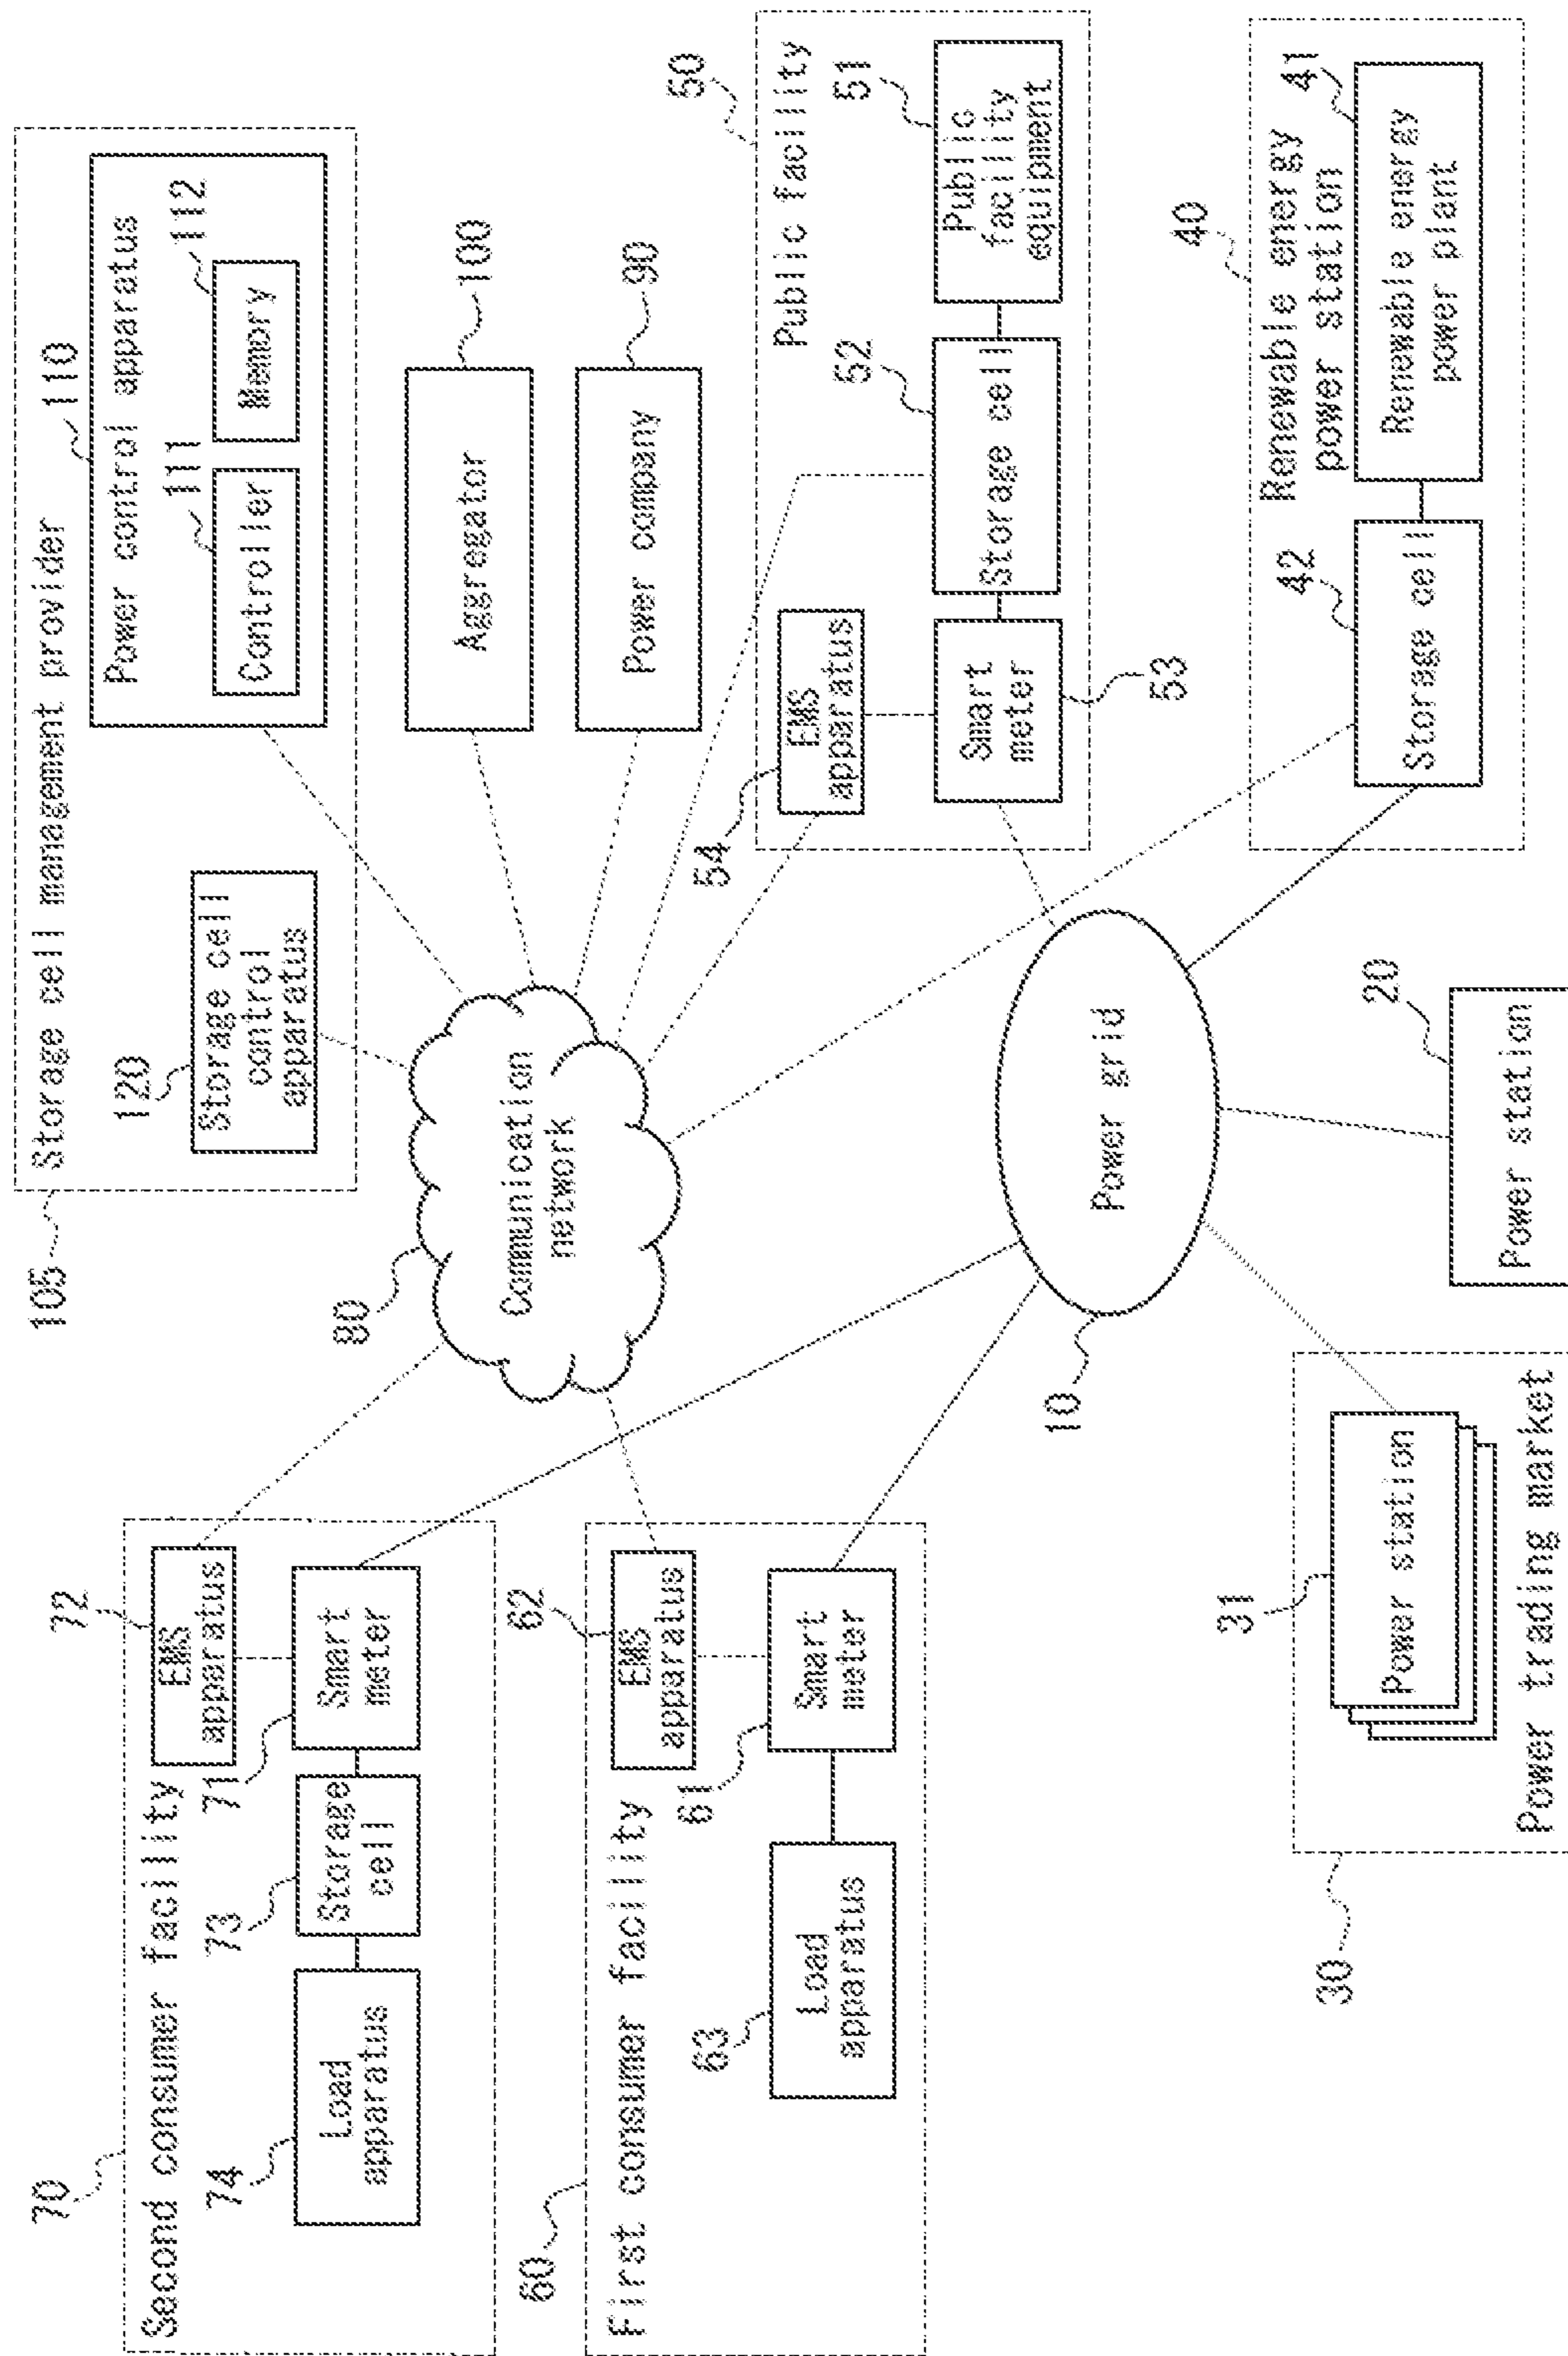 105
Storage cell management provider
120
Storage cell
control
apparatus
110
Power control apparatus
111
Controller
112
Memory
70
Second consumer facility
72
EMS
apparatus
71
Smart
meter
73
Storage
cell
74
Load
apparatus
80
Communication
network
Aggregator
100
Power company
90
60
First consumer facility
62
EMS
apparatus
61
Smart
meter
63
Load
apparatus
50
Public facility
54
EMS
apparatus
Smart
meter
53
52
Storage cell
51
Public
facility
equipment
10
Power grid
40
Renewable energy
power station
42
Storage cell
41
Renewable energy
power plant
30
31
Power station
Power trading market
20
Power station